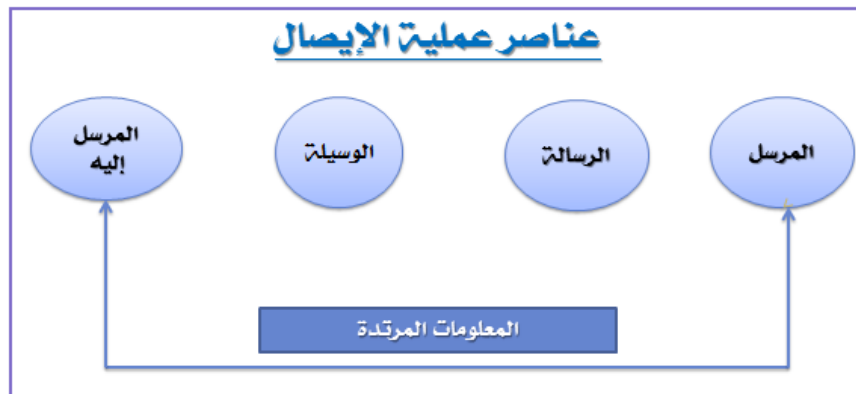 عناصر عملية الإيصال
المرسل
الرسالة
الوسيلة
المرسل
إليه
المعلومات المرتدة